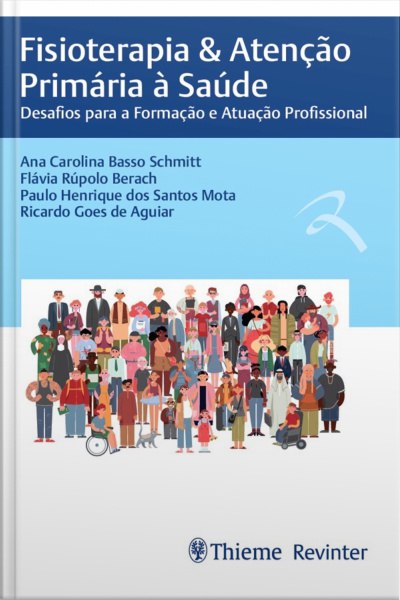 Fisioterapia & Atenção
Primária à Saúde
Desafios para a Formação e Atuação Profissional
Ana Carolina Basso Schmitt
Flávia Rúpolo Berach
Paulo Henrique dos Santos Mota
Ricardo Goes de Aguiar
Thieme Revinter